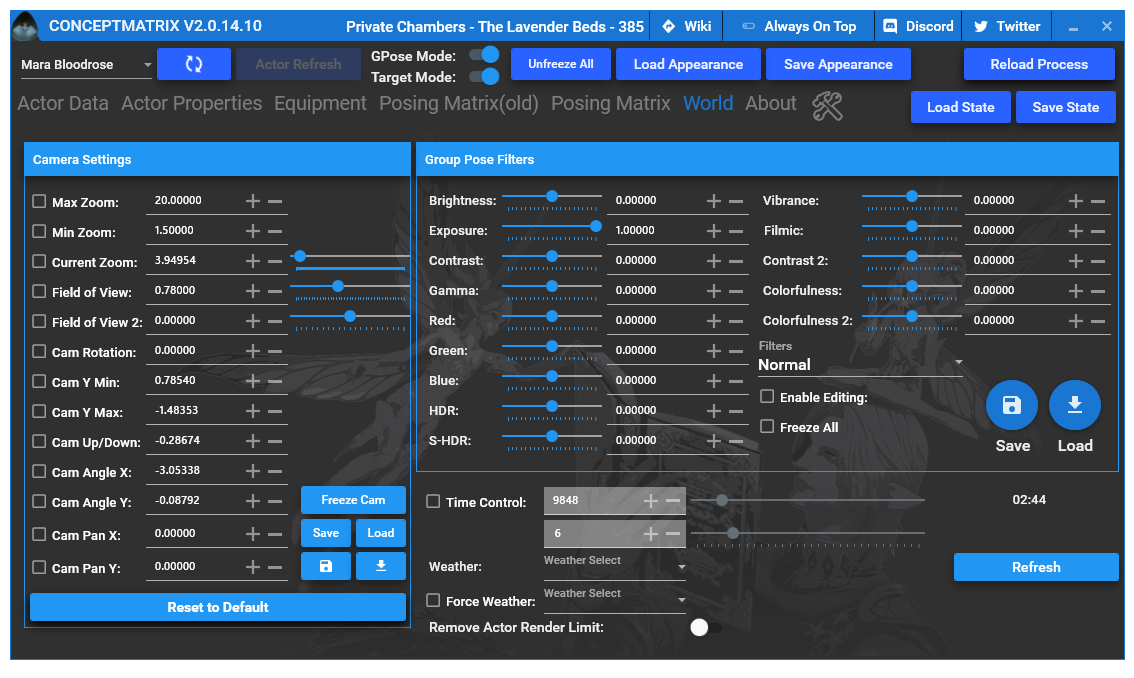 CONCEPTMATRIX V2.0.14.10
Private Chambers - The Lavender Beds - 385
Wiki
Always On Top
Discord
Twitter
Mara Bloodrose
Actor Refresh
GPose Mode:
Target Mode:
Unfreeze All
Load Appearance
Save Appearance
Reload Process
Actor Data
Actor Properties
Equipment
Posing Matrix(old)
Posing Matrix
World
About
Load State
Save State
Camera Settings
Max Zoom: 20.00000
Min Zoom: 1.50000
Current Zoom: 3.94954
Field of View: 0.78000
Field of View 2: 0.00000
Cam Rotation: 0.00000
Cam Y Min: 0.78540
Cam Y Max: -1.48353
Cam Up/Down: -0.28674
Cam Angle X: -3.05338
Cam Angle Y: -0.08792
Freeze Cam
Cam Pan X: 0.00000
Save
Load
Cam Pan Y: 0.00000
Reset to Default
Group Pose Filters
Brightness: 0.00000
Exposure: 1.00000
Contrast: 0.00000
Gamma: 0.00000
Red: 0.00000
Green: 0.00000
Blue: 0.00000
HDR: 0.00000
S-HDR: 0.00000
Vibrance: 0.00000
Filmic: 0.00000
Contrast 2: 0.00000
Colorfulness: 0.00000
Colorfulness 2: 0.00000
Filters
Normal
Enable Editing:
Freeze All
Save
Load
Time Control: 9848
02:44
6
Weather: Weather Select
Refresh
Force Weather: Weather Select
Remove Actor Render Limit: